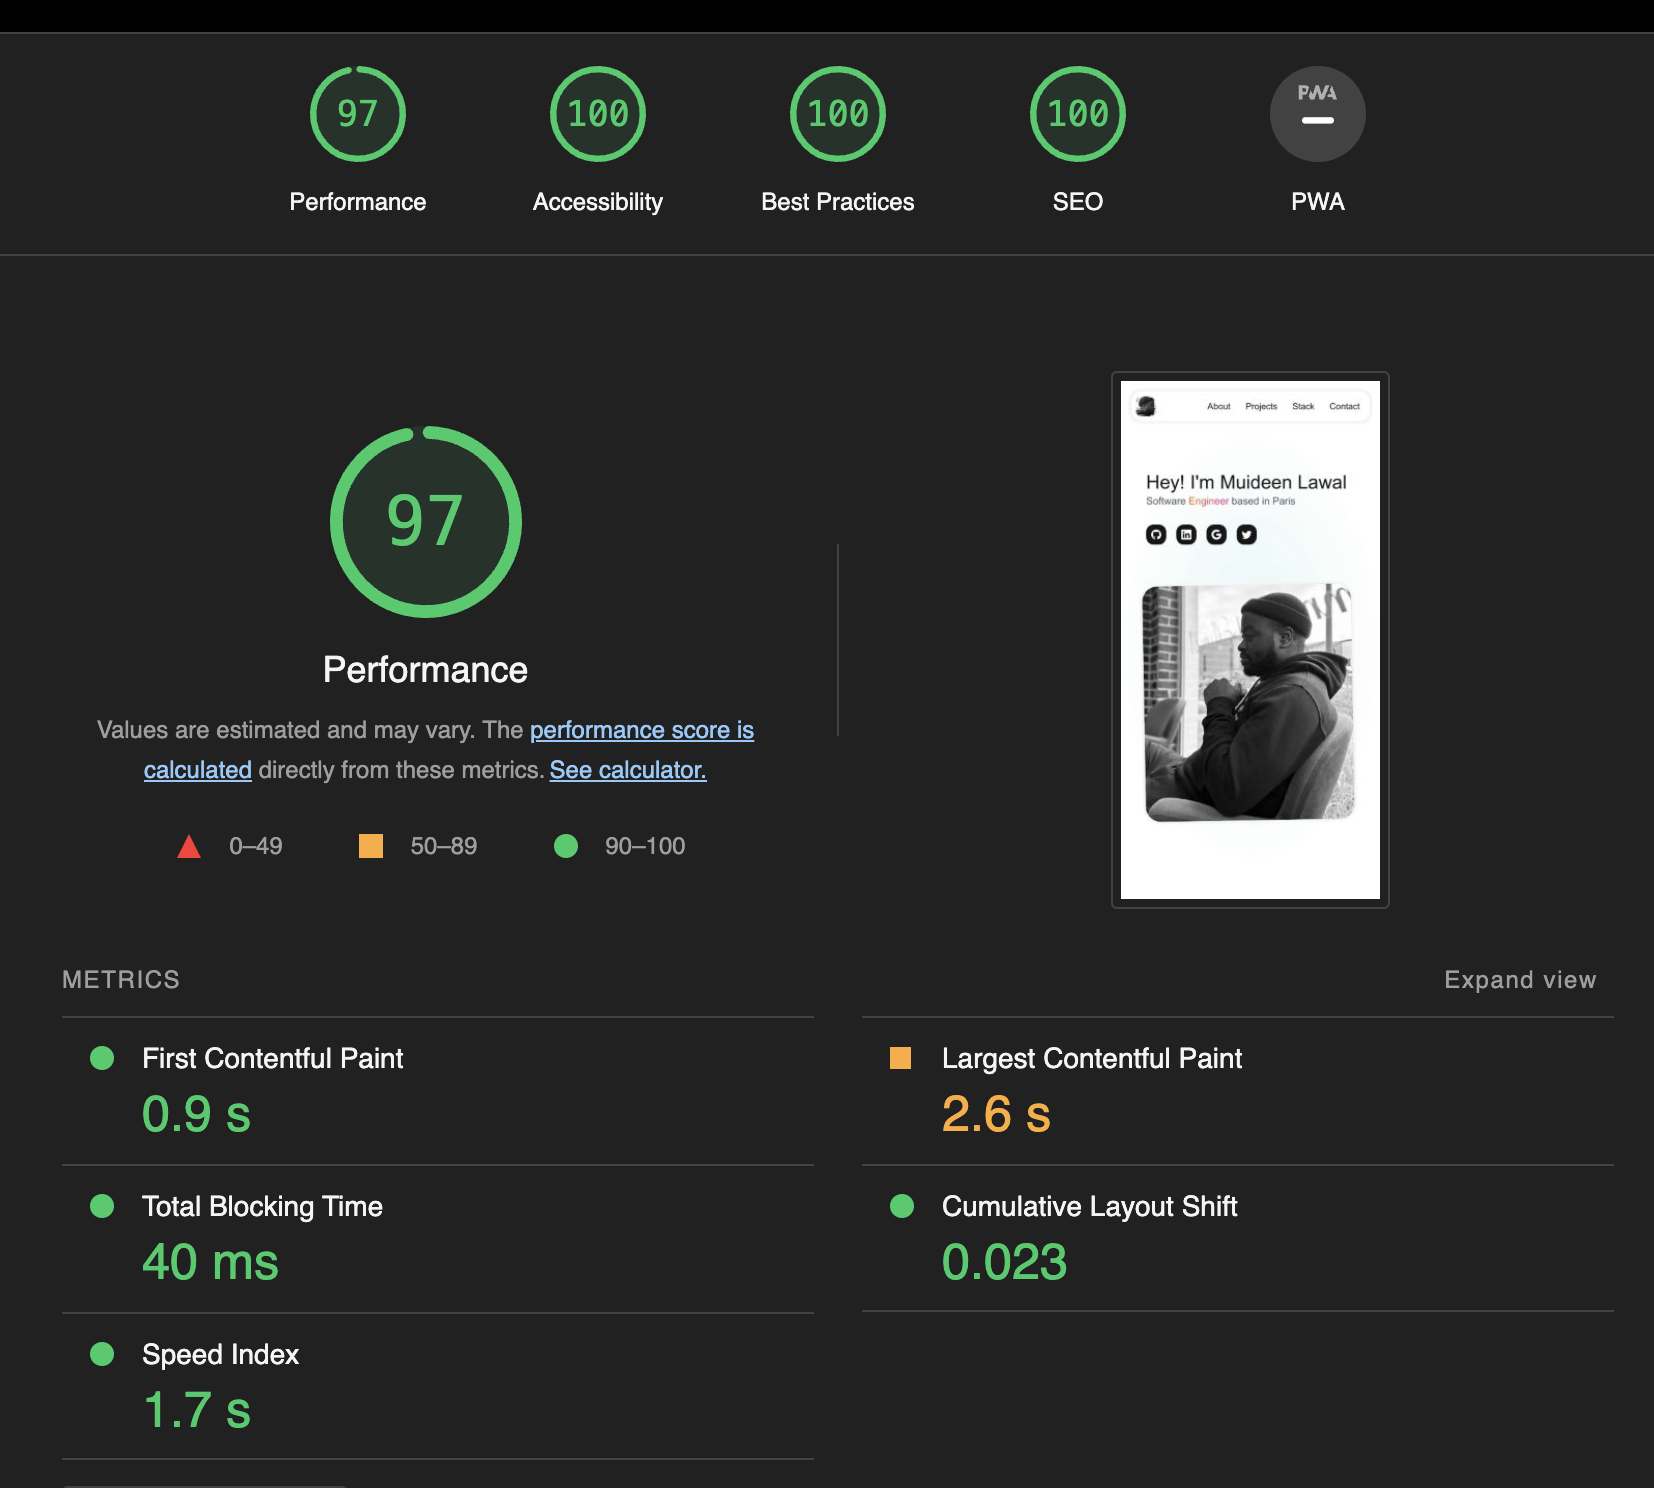 97
100
100
100
PWA
Performance
Accessibility
Best Practices
SEO
PWA
About Projects Stack Contact
Hey! I'm Muideen Lawal
Software Engineer based in Paris
97
Performance
Values are estimated and may vary. The performance score is
calculated directly from these metrics. See calculator.
0–49
50–89
90–100
METRICS
Expand view
First Contentful Paint
0.9 s
Largest Contentful Paint
2.6 s
Total Blocking Time
40 ms
Cumulative Layout Shift
0.023
Speed Index
1.7 s